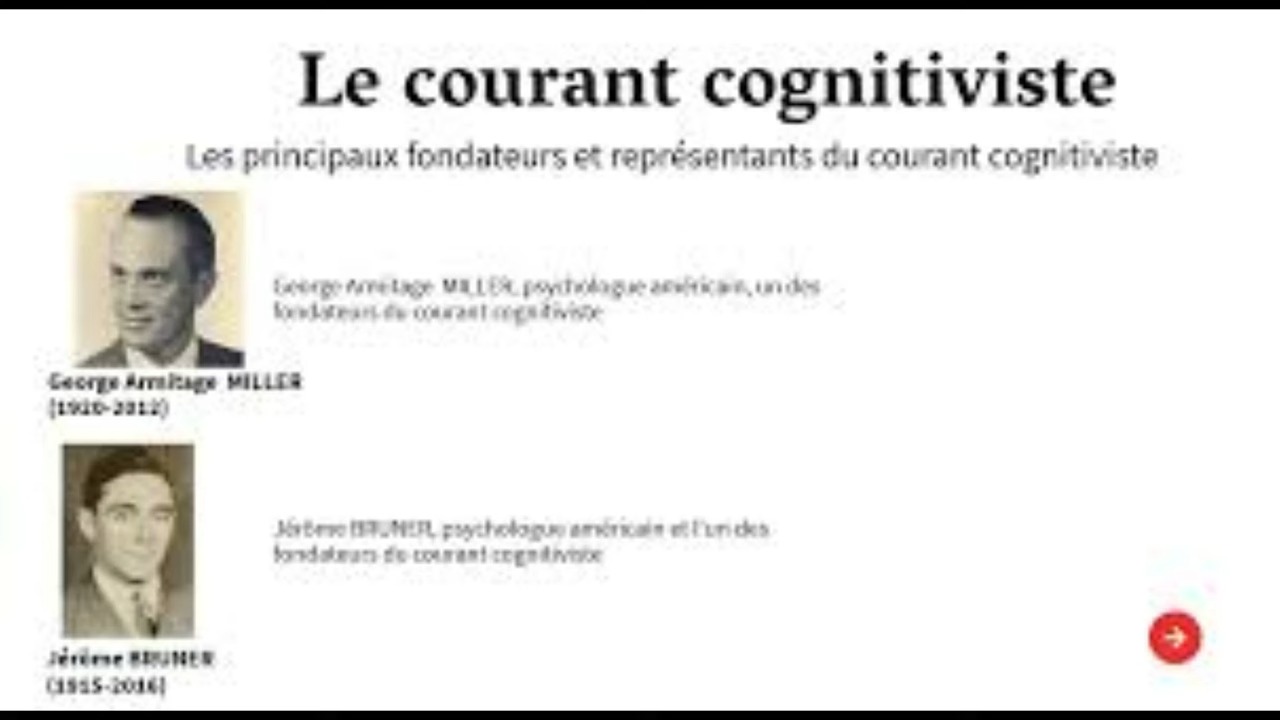 Le courant cognitiviste
Les principaux fondateurs et représentants du courant cognitiviste
George Armitage MILLER, psychologue américain, un des
fondateurs du courant cognitiviste
George Armitage MILLER
(1920-2012)
Jérôme BRUNER, psychologue américain et l'un des
fondateurs du courant cognitiviste
Jérôme BRUNER
(1915-2016)